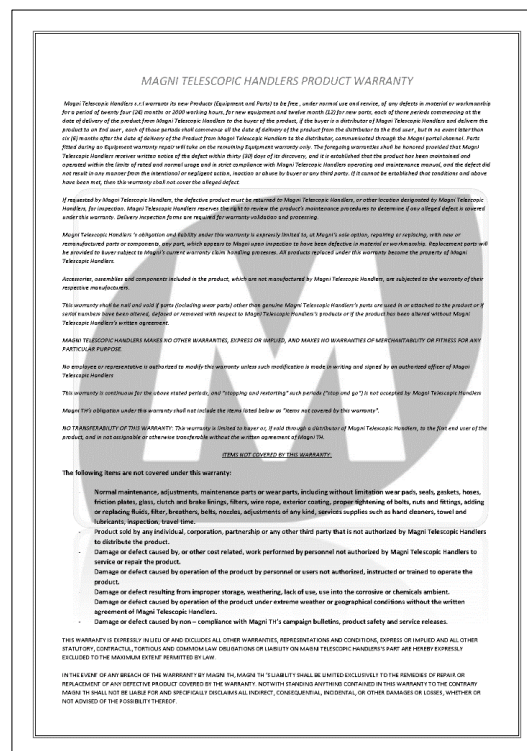 MAGNI TELESCOPIC HANDLERS PRODUCT WARRANTY
Magni Telescopic Handlers s.r.l warrants its new Products (Equipment and Parts) to be free , under normal use and service, of any defects in material or workmanship
for a period of twenty four (24) months or 2000 working hours, for new equipment and twelve month (12) for new parts, each of those periods commencing at the
date of delivery of the product from Magni Telescopic Handlers to the buyer of the product, if the buyer is a distributor of Magni Telescopic Handlers and delivers the
product to an End user , each of those periods shall commence at the date of delivery of the product from the distributor to the End user , but in no event later than
six (6) months after the date of delivery of the Product from Magni Telescopic Handlers to the distributor, communicated through the Magni portal channel. Parts
fitted during an Equipment warranty repair will take on the remaining Equipment warranty only. The foregoing warranties shall be honored provided that Magni
Telescopic Handlers receives written notice of the defect within thirty (30) days of its discovery, and it is established that the product has been maintained and
operated within the limits of rated and normal usage and in strict compliance with Magni Telescopic Handlers operating and maintenance manual, and the defect did
not result in any manner from the intentional or negligent action, inaction or abuse by buyer or any third party. If it cannot be established that conditions and above
have been met, then this warranty shall not cover the alleged defect.
If requested by Magni Telescopic Handler, the defective product must be returned to Magni Telescopic Handlers, or other location designated by Magni Telescopic
Handlers, for inspection. Magni Telescopic Handlers reserves the right to review the product's maintenance procedures to determine if any alleged defect is covered
under this warranty. Delivery inspection forms are required for warranty validation and processing.
Magni Telescopic Handlers 's obligation and liability under this warranty is expressly limited to, at Magni's sole option, repairing or replacing, with new or
remanufactured parts or components, any part, which appears to Magni upon inspection to have been defective in material or workmanship. Replacement parts will
be provided to buyer subject to Magni's current warranty claim handling processes. All products replaced under this warranty become the property of Magni
Telescopic Handlers.
Accessories, assemblies and components included in the product, which are not manufactured by Magni Telescopic Handlers, are subjected to the warranty of their
respective manufacturers.
This warranty shall be null and void if parts (including wear parts) other than genuine Magni Telescopic Handlers's parts are used in or attached to the product or if
serial numbers have been altered, defaced or removed with respect to Magni Telescopic Handlers's products or if the product has been altered without Magni
Telescopic Handlers's written agreement.
MAGNI TELESCOPIC HANDLERS MAKES NO OTHER WARRANTIES, EXPRESS OR IMPLIED, AND MAKES NO WARRANTIES OF MERCHANTABILITY OR FITNESS FOR ANY
PARTICULAR PURPOSE.
No employee or representative is authorized to modify this warranty unless such modification is made in writing and signed by an authorized officer of Magni
Telescopic Handlers
This warranty is continuous for the above stated periods, and "stopping and restarting" such periods ("stop and go") is not accepted by Magni Telescopic Handlers
Magni TH's obligation under this warranty shall not include the items listed below as "items not covered by this warranty".
NO TRANSFERABILITY OF THIS WARRANTY: This warranty is limited to buyer or, if sold through a distributor of Magni Telescopic Handlers, to the first end user of the
product, and is not assignable or otherwise transferable without the written agreement of Magni TH.
ITEMS NOT COVERED BY THIS WARRANTY:
The following items are not covered under this warranty:
- Normal maintenance, adjustments, maintenance parts or wear parts, including without limitation wear pads, seals, gaskets, hoses,
friction plates, glass, clutch and brake linings, filters, wire rope, exterior coating, proper tightening of bolts, nuts and fittings, adding
or replacing fluids, filter, breathers, belts, nozzles, adjustments of any kind, services supplies such as hand cleaners, towel and
lubricants, inspection, travel time.
- Product sold by any individual, corporation, partnership or any other third party that is not authorized by Magni Telescopic Handlers
to distribute the product.
- Damage or defect caused by, or other cost related, work performed by personnel not authorized by Magni Telescopic Handlers to
service or repair the product.
- Damage or defect caused by operation of the product by personnel or users not authorized, instructed or trained to operate the
product.
- Damage or defect resulting from improper storage, weathering, lack of use, use into the corrosive or chemicals ambient.
- Damage or defect caused by operation of the product under extreme weather or geographical conditions without the written
agreement of Magni Telescopic Handlers.
- Damage or defect caused by non – compliance with Magni TH's campaign bulletins, product safety and service releases.
THIS WARRANTY IS EXPRESSLY IN LIEU OF AND EXCLUDES ALL OTHER WARRANTIES, REPRESENTATIONS AND CONDITIONS, EXPRESS OR IMPLIED AND ALL OTHER
STATUTORY, CONTRACTUL, TORTIOUS AND COMMOM LAW OBLIGATIONS OR LIABILITY ON MAGNI TELESCOPIC HANDLERS'S PART ARE HEREBY EXPRESSLY
EXCLUDED TO THE MAXIMUM EXTENT PERMITTED BY LAW.
IN THE EVENT OF ANY BREACH OF THE WARRRANTY BY MAGNI TH, MAGNI TH 'S LIABILITY SHALL BE LIMITED EXCLUSIVELY TO THE REMEDIES OF REPAIR OR
REPLACEMENT OF ANY DEFECTIVE PRODUCT COVERED BY THE WARRANTY. NOTWITH STANDING ANYTHING CONTAINED IN THIS WARRANTY TO THE CONTRARY
MAGNI TH SHALL NOT BE LIABLE FOR AND SPECIFICALLY DISCLAIMS ALL INDIRECT, CONSEQUENTIAL, INCIDENTAL, OR OTHER DAMAGES OR LOSSES, WHETHER OR
NOT ADVISED OF THE POSSIBILITY THEREOF.